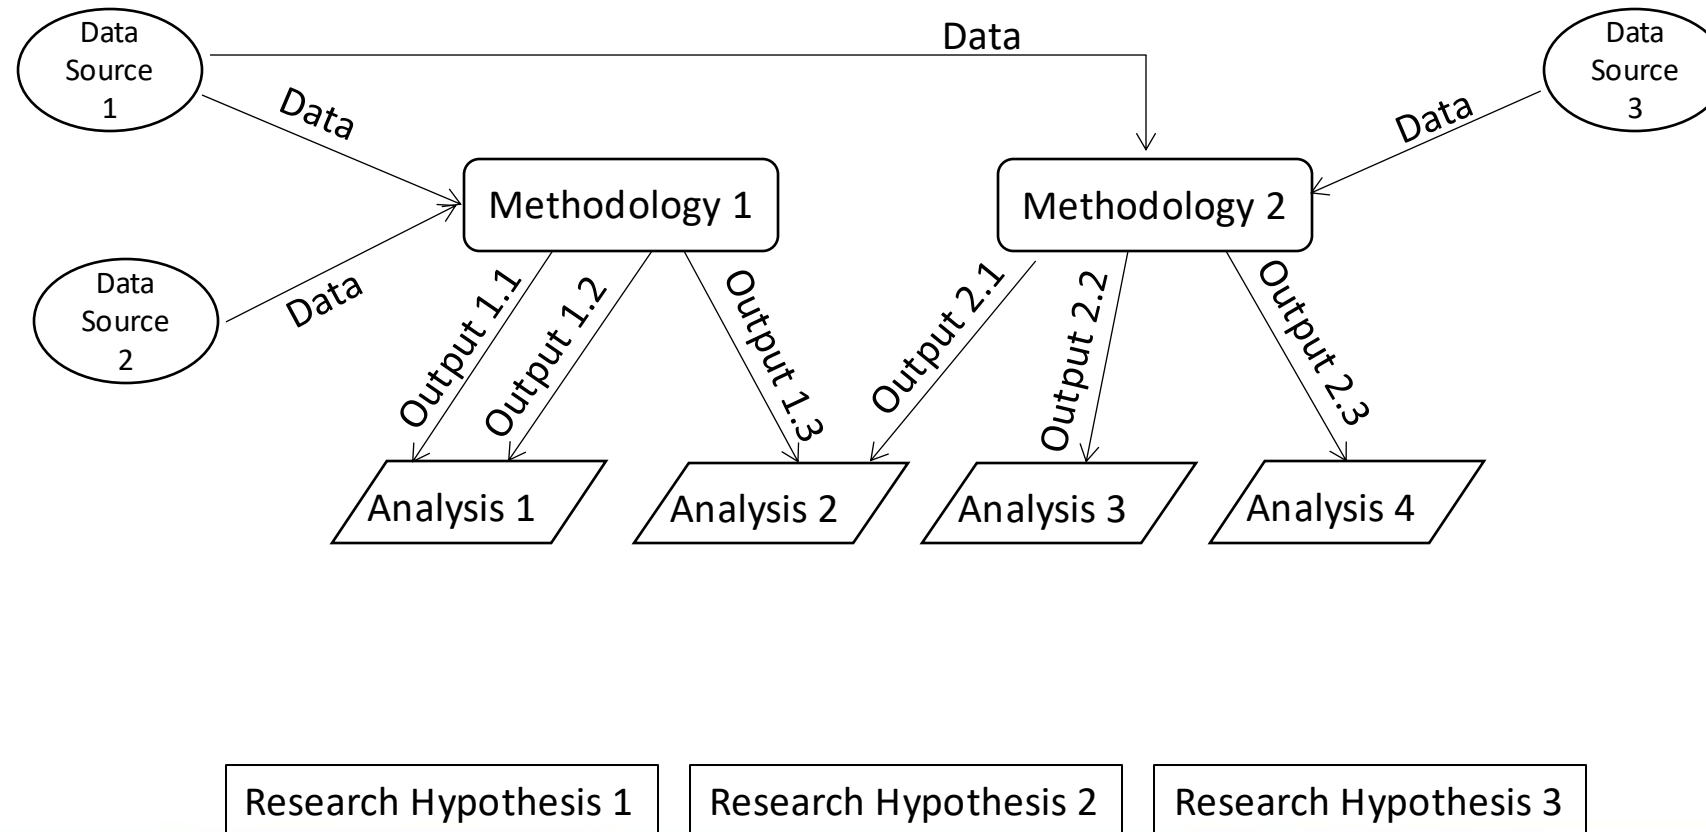 Data
Source
1
Data
Data
Source
3
Data
Data
Methodology 1
Methodology 2
Data
Source
2
Data
Output 1.1
Output 1.2
Output 1.3
Output 2.1
Output 2.2
Output 2.3
Analysis 1
Analysis 2
Analysis 3
Analysis 4
Research Hypothesis 1
Research Hypothesis 2
Research Hypothesis 3